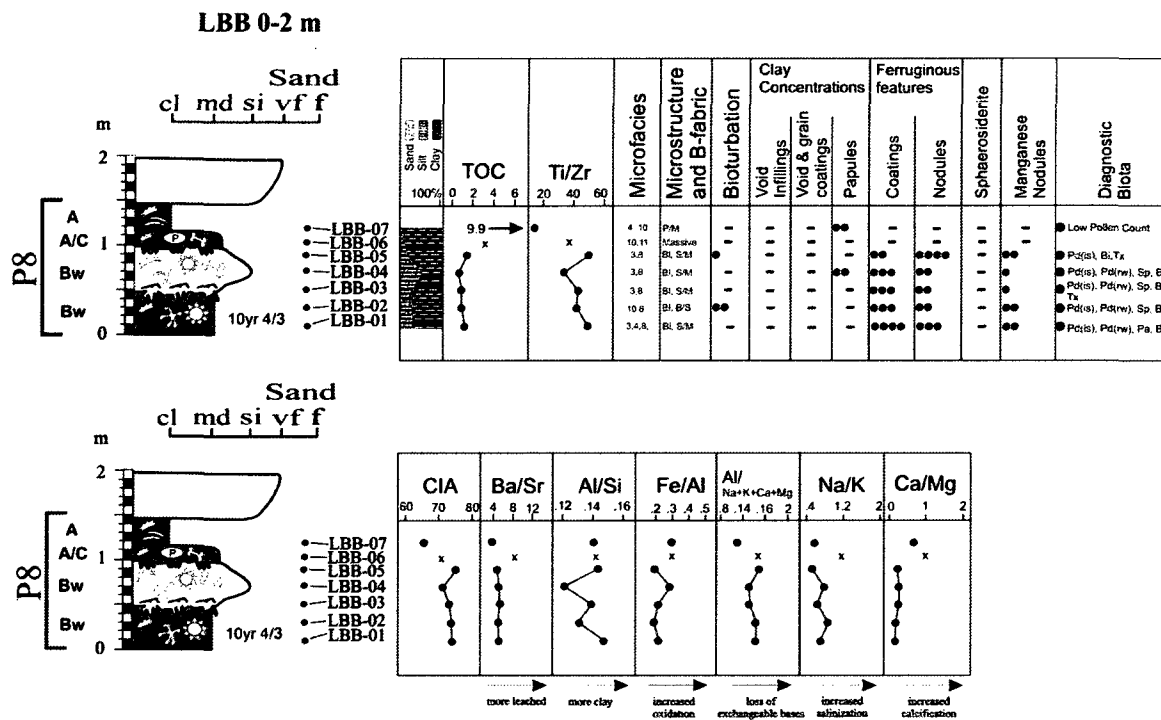 LBB 0-2 m
Sand
cl md si vf f
m
2
1
0
P8
A
A/C
Bw
Bw
10yr 4/3
LBB-07
LBB-06
LBB-05
LBB-04
LBB-03
LBB-02
LBB-01
Sand
Silt
Clay
100%
TOC
0 2 4 6
9.9
Ti/Zr
20 40 60
Microfacies
4 10
10,11
3,8
3,8
3,8
10 8
3,4,8,
Microstructure and B-fabric
P/M
Massive
Bl, S/M
Bl, S/M
Bl, S/M
Bl, B/S
Bl, S/M
Bioturbation
Clay Concentrations
Void Infillings
Void & grain coatings
Papules
Ferruginous features
Coatings
Nodules
Sphaerosiderite
Manganese Nodules
Diagnostic Biota
Low Pollen Count
Pd(is), Bi,Tx
Pd(is), Pd(rw), Sp, B
Pd(is), Pd(rw), Sp, B
Tx
Pd(is), Pd(rw), Sp, B
Pd(is), Pd(rw), Pa, B
Sand
cl md si vf f
m
2
1
0
P8
A
A/C
Bw
Bw
10yr 4/3
LBB-07
LBB-06
LBB-05
LBB-04
LBB-03
LBB-02
LBB-01
CIA
60 70 80
Ba/Sr
4 8 12
more leached
Al/Si
.12 .14 .16
more clay
Fe/Al
.2 .3 .4 .5
increased oxidation
Al/
Na+K+Ca+Mg
.8 .14 .16 2
loss of exchangeable bases
Na/K
.4 1.2 2
increased salinization
Ca/Mg
0 1 2
increased calcification